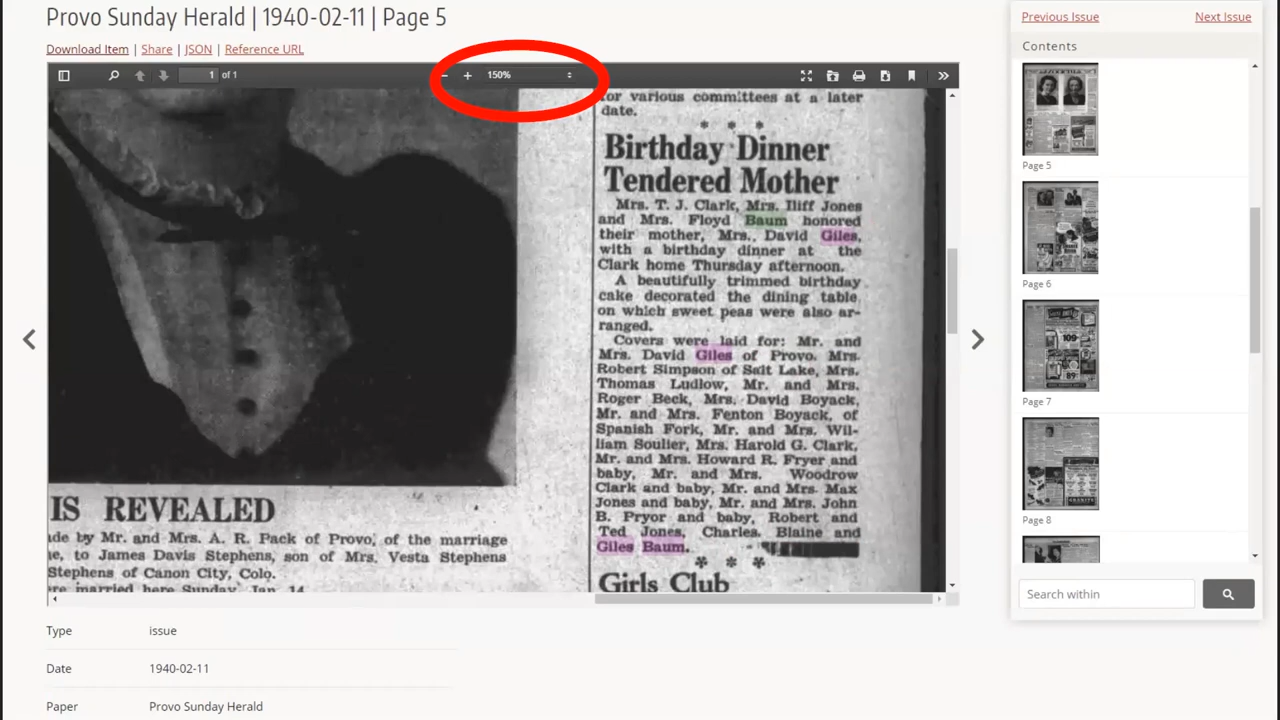 Provo Sunday Herald | 1940-02-11 | Page 5
Download Item | Share | JSON | Reference URL
1 of 1
− + 150%
for various committees at a later
date.
* * *
Birthday Dinner
Tendered Mother
Mrs. T. J. Clark, Mrs. Iliff Jones
and Mrs. Floyd Baum honored
their mother, Mrs., David Giles,
with a birthday dinner at the
Clark home Thursday afternoon.
A beautifully trimmed birthday
cake decorated the dining table
on which sweet peas were also ar-
ranged.
Covers were laid for: Mr. and
Mrs. David Giles of Provo. Mrs.
Robert Simpson of Salt Lake, Mrs.
Thomas Ludlow, Mr. and Mrs.
Roger Beck, Mrs. David Boyack,
Mr. and Mrs. Fenton Boyack, of
Spanish Fork, Mr. and Mrs. Wil-
liam Soulier, Mrs. Harold G. Clark,
Mr. and Mrs. Howard R. Fryer and
baby, Mr. and Mrs. Woodrow
Clark and baby, Mr. and Mrs. Max
Jones and baby, Mr. and Mrs. John
B. Pryor and baby, Robert and
Ted Jones, Charles. Blaine and
Giles Baum.
* * *
Girls Club
IS REVEALED
de by Mr. and Mrs. A. R. Pack of Provo, of the marriage
e, to James Davis Stephens, son of Mrs. Vesta Stephens
Stephens of Canon City, Colo.
re married here Sunday, Jan. 14
Type issue
Date 1940-02-11
Paper Provo Sunday Herald
Previous Issue Next Issue
Contents
Page 5
Page 6
Page 7
Page 8
Search within